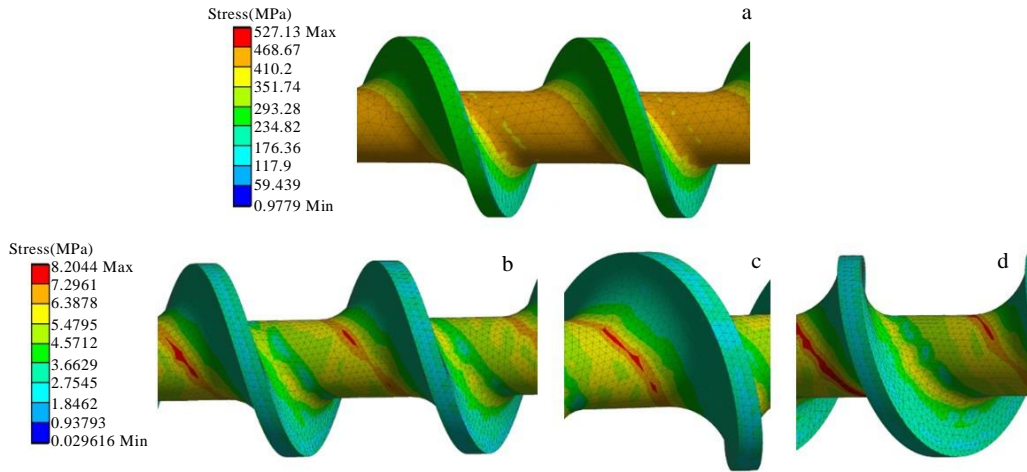 Stress(MPa)
a
527.13 Max
468.67
410.2
351.74
293.28
234.82
176.36
117.9
59.439
0.9779 Min
Stress(MPa)
b
c
d
8.2044 Max
7.2961
6.3878
5.4795
4.5712
3.6629
2.7545
1.8462
0.93793
0.029616 Min